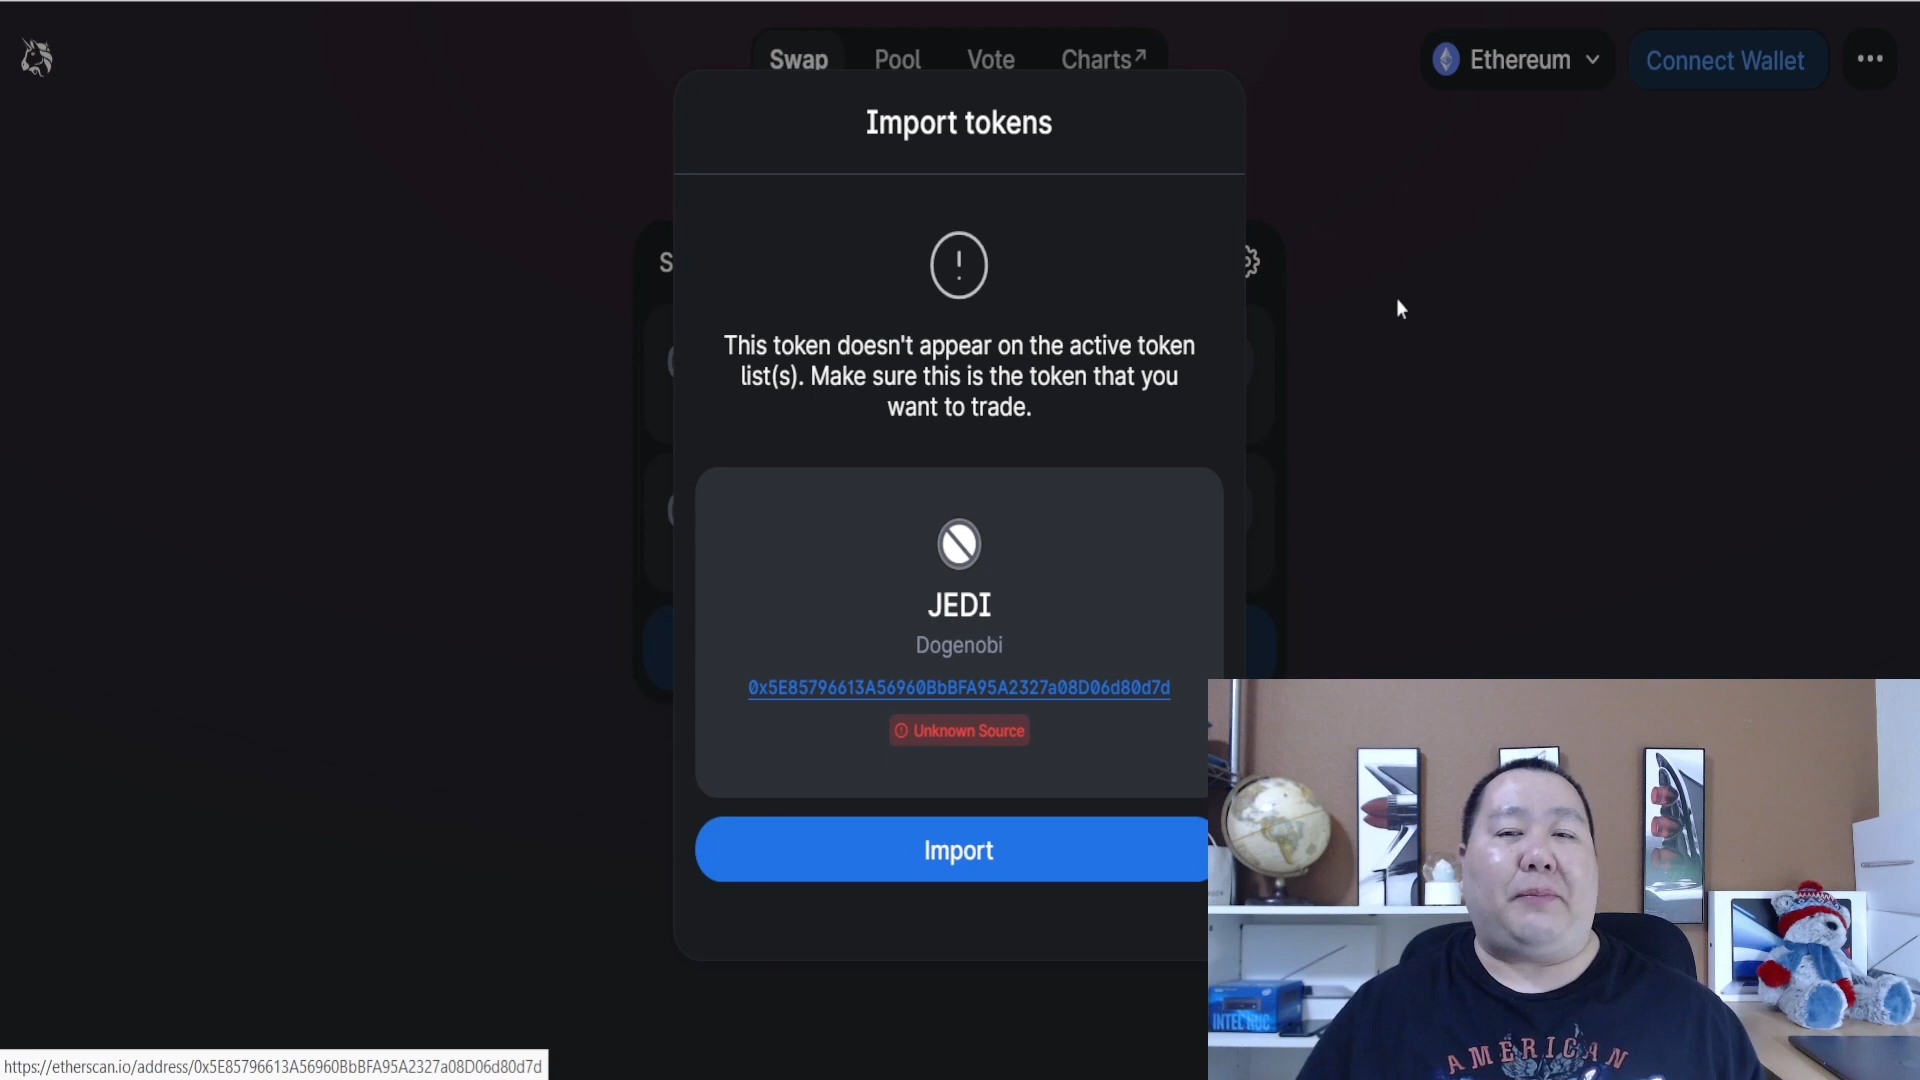 Swap Pool Vote Charts↗
Ethereum
Connect Wallet
Import tokens
This token doesn't appear on the active token
list(s). Make sure this is the token that you
want to trade.
JEDI
Dogenobi
0x5E85796613A56960BbBFA95A2327a08D06d80d7d
Unknown Source
Import
INTEL NUC
AMERICAN
https://etherscan.io/address/0x5E85796613A56960BbBFA95A2327a08D06d80d7d